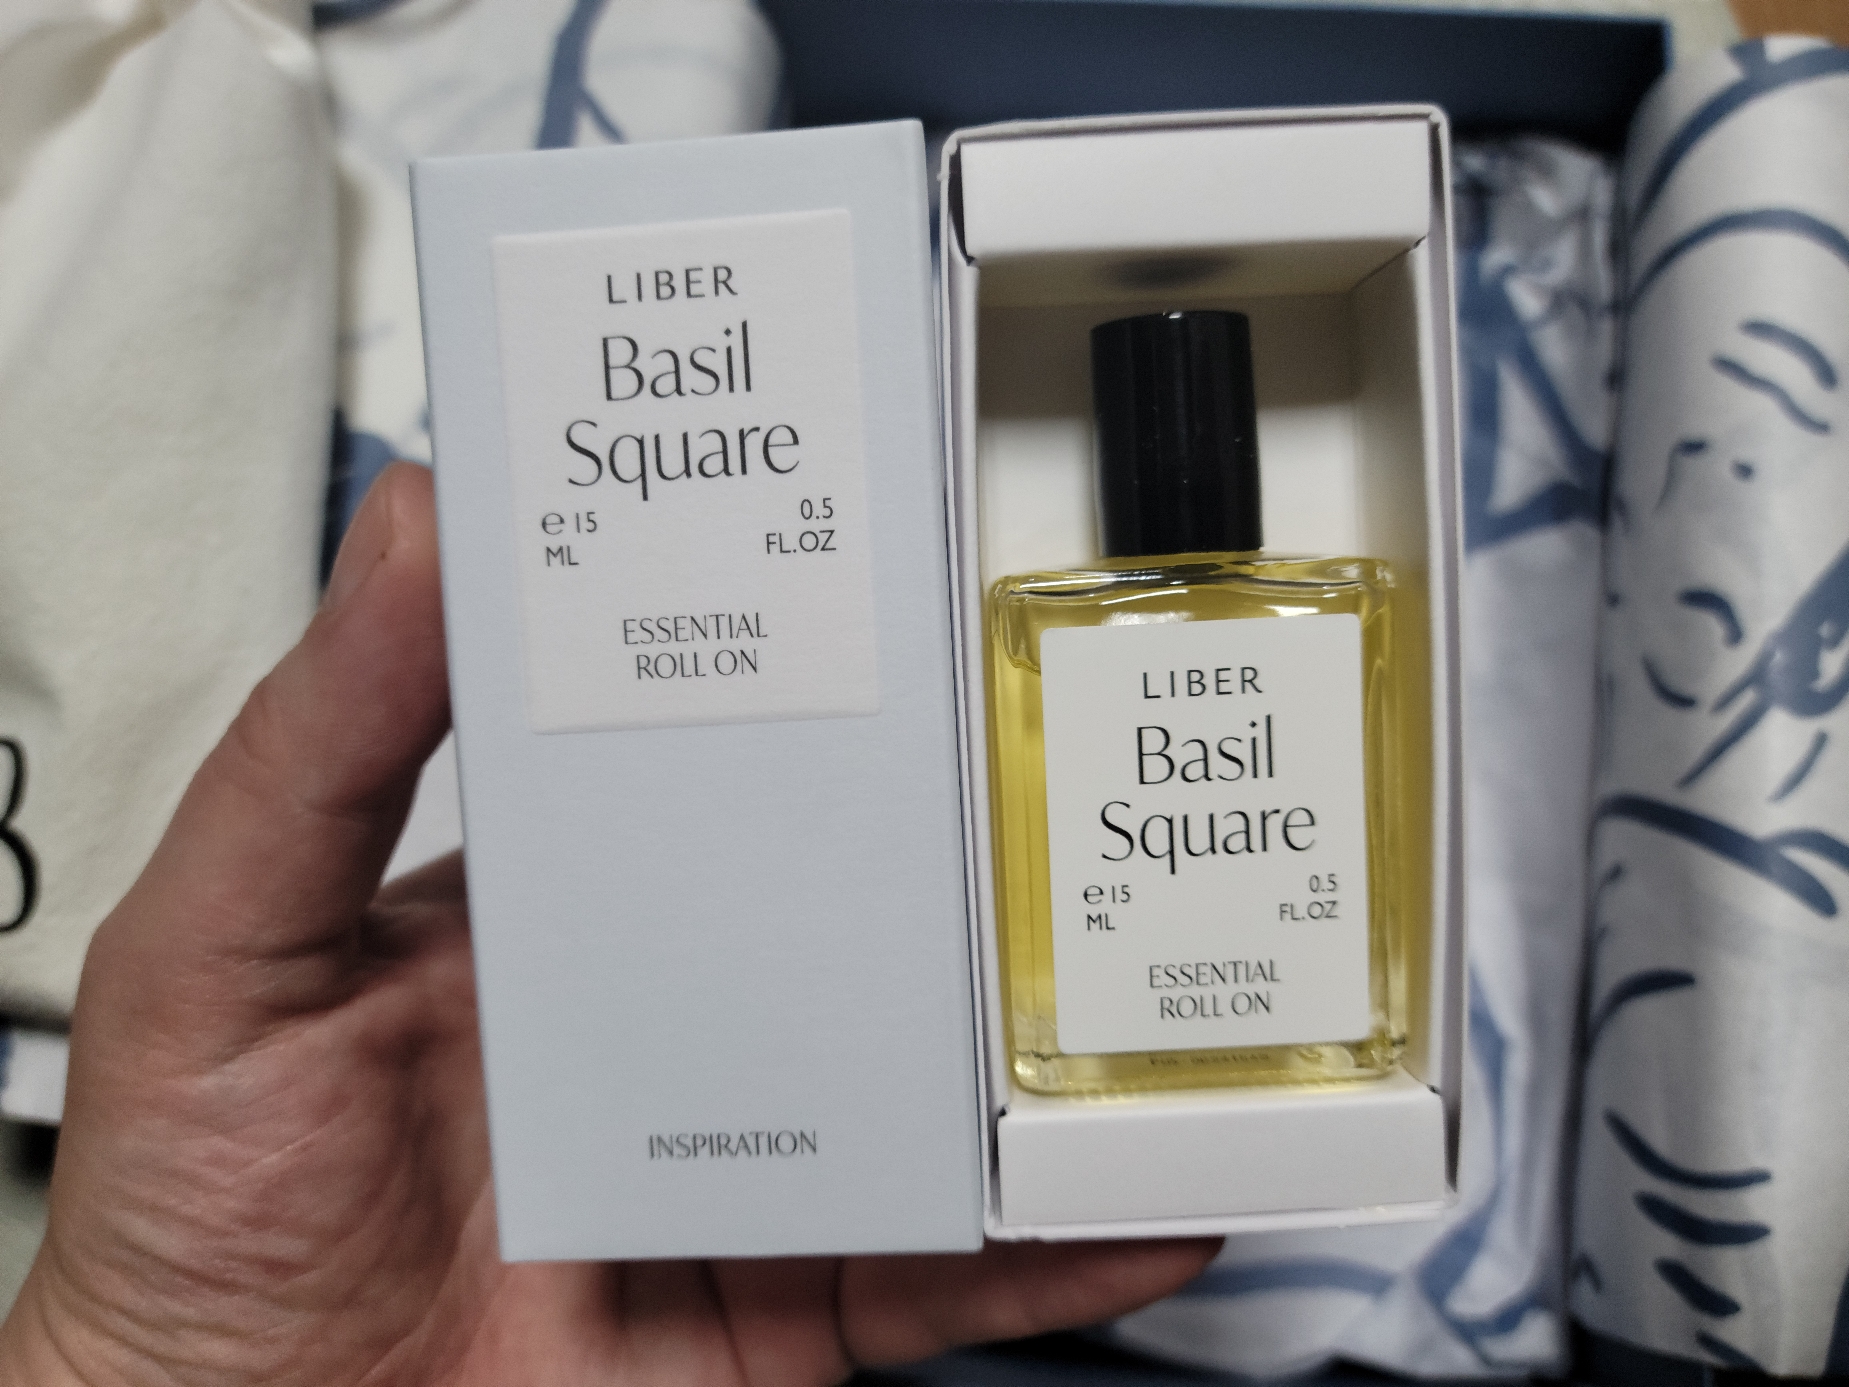 LIBER
Basil
Square
℮ 15
ML
0.5
FL.OZ
ESSENTIAL
ROLL ON
INSPIRATION
LIBER
Basil
Square
℮ 15
ML
0.5
FL.OZ
ESSENTIAL
ROLL ON